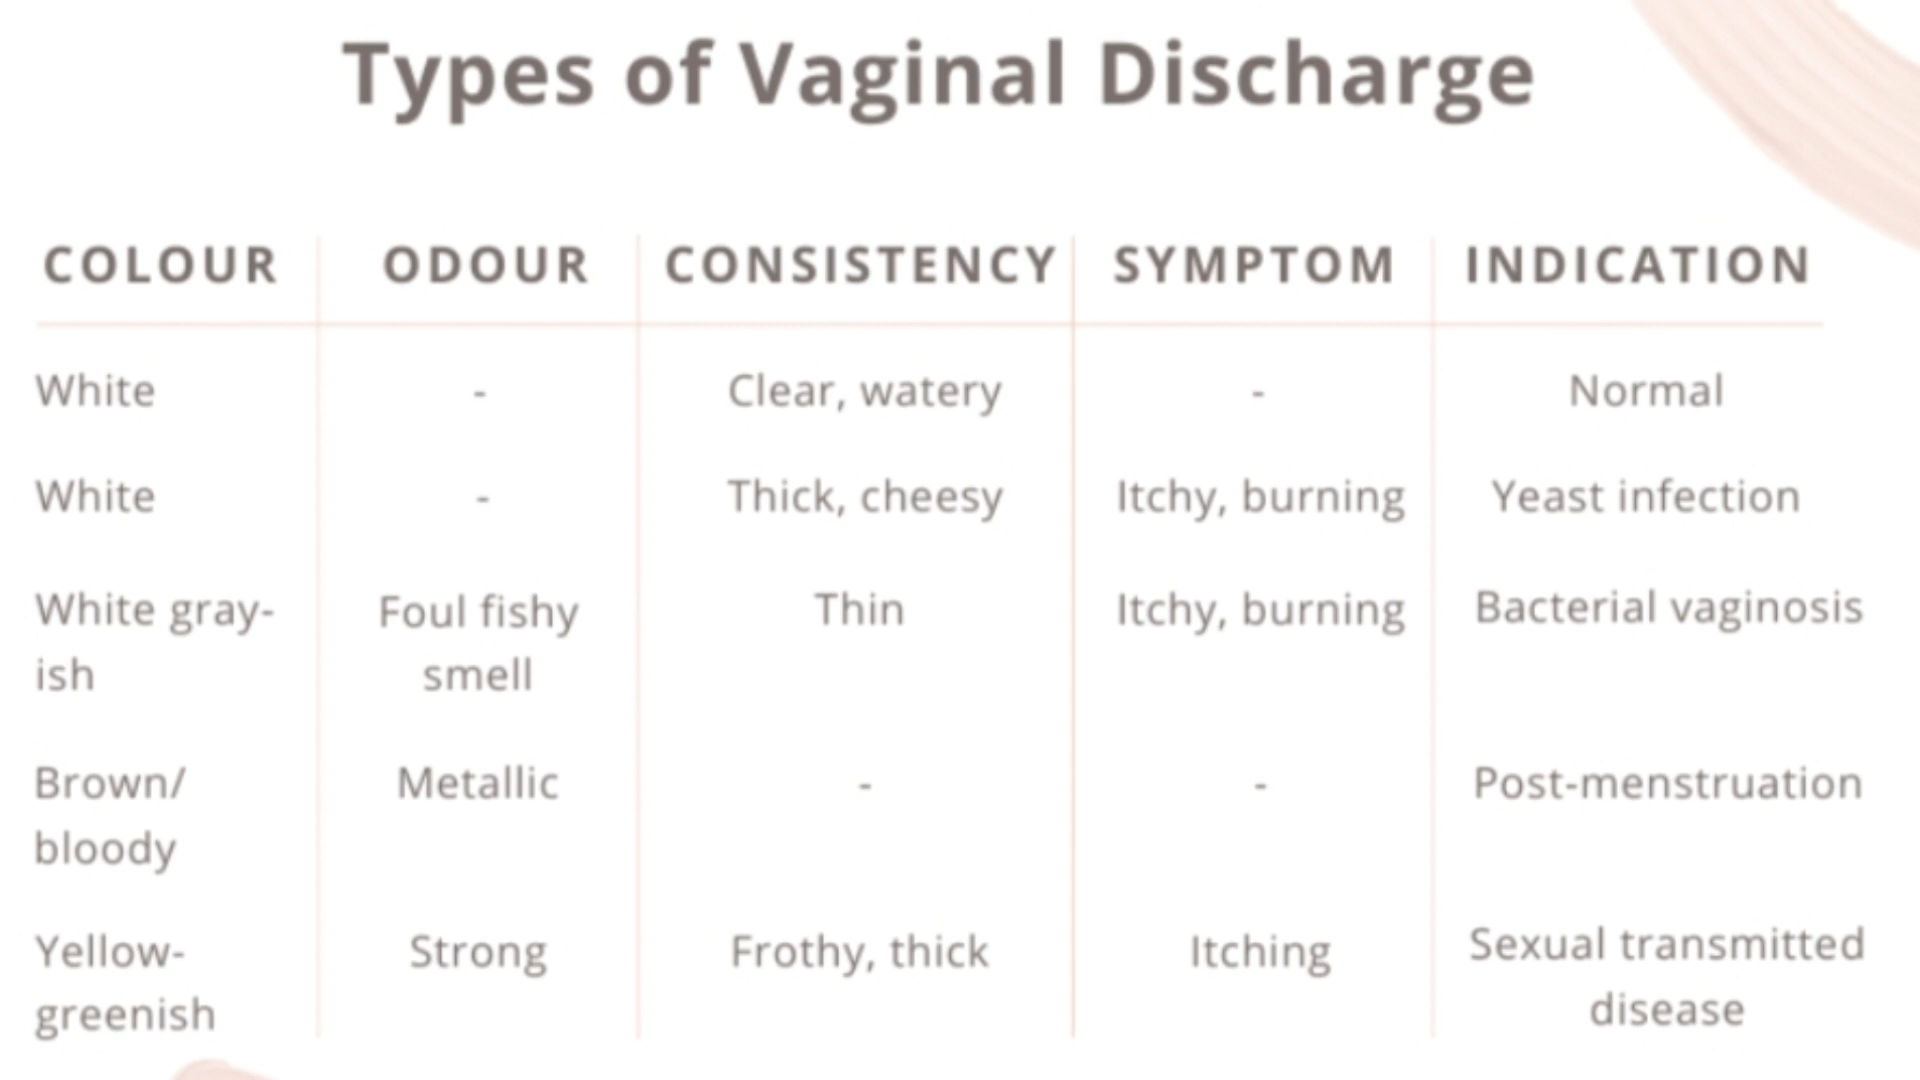 Types of Vaginal Discharge
COLOUR ODOUR CONSISTENCY SYMPTOM INDICATION
White - Clear, watery - Normal
White - Thick, cheesy Itchy, burning Yeast infection
White gray- Foul fishy Thin Itchy, burning Bacterial vaginosis
ish smell
Brown/ Metallic - - Post-menstruation
bloody
Yellow- Strong Frothy, thick Itching Sexual transmitted
greenish disease